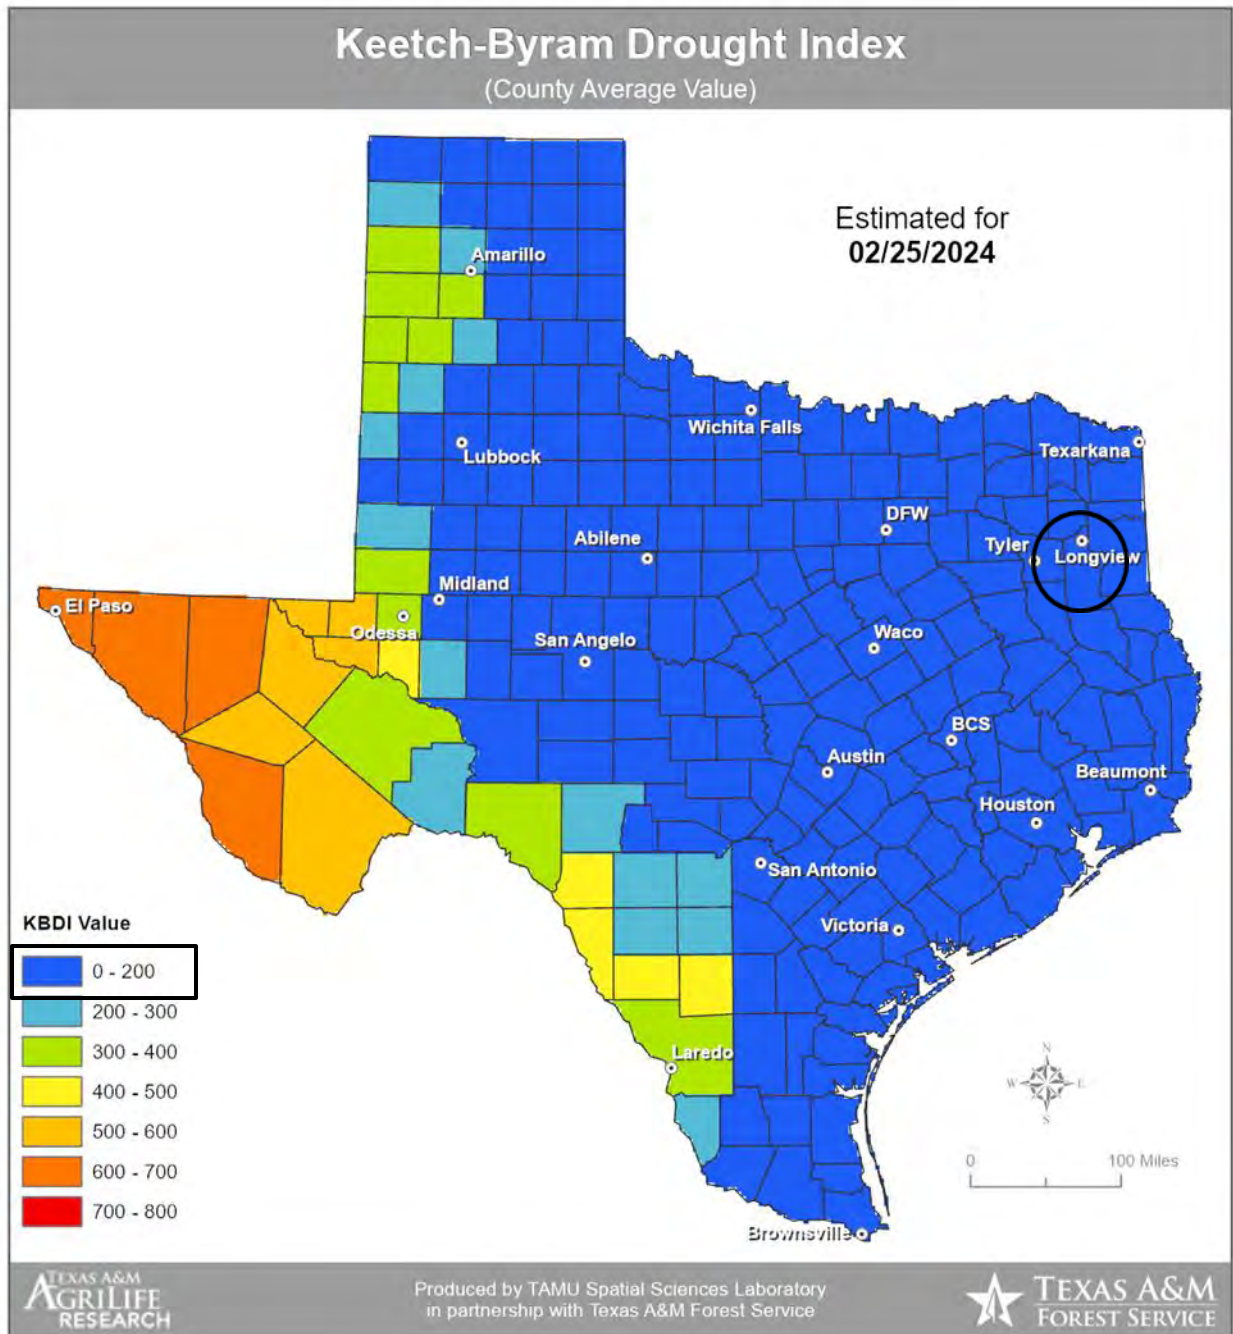 Keetch-Byram Drought Index
(County Average Value)
Estimated for
02/25/2024
Amarillo
Wichita Falls
Lubbock
Texarkana
DFW
Abilene
Tyler
Longview
Midland
El Paso
Odessa
San Angelo
Waco
BCS
Austin
Beaumont
Houston
San Antonio
Victoria
KBDI Value
0 - 200
200 - 300
300 - 400
400 - 500
500 - 600
600 - 700
700 - 800
Laredo
N
W E
S
0 100 Miles
Brownsville
TEXAS A&M
AGRILIFE
RESEARCH
Produced by TAMU Spatial Sciences Laboratory
in partnership with Texas A&M Forest Service
TEXAS A&M
FOREST SERVICE